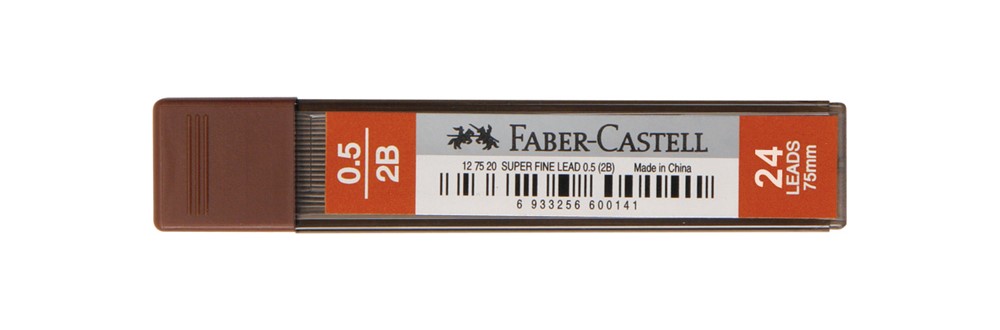 0.5
2B
FABER-CASTELL
12 75 20 SUPER FINE LEAD 0.5 (2B) Made in China
6 933256 600141
24
LEADS
75mm